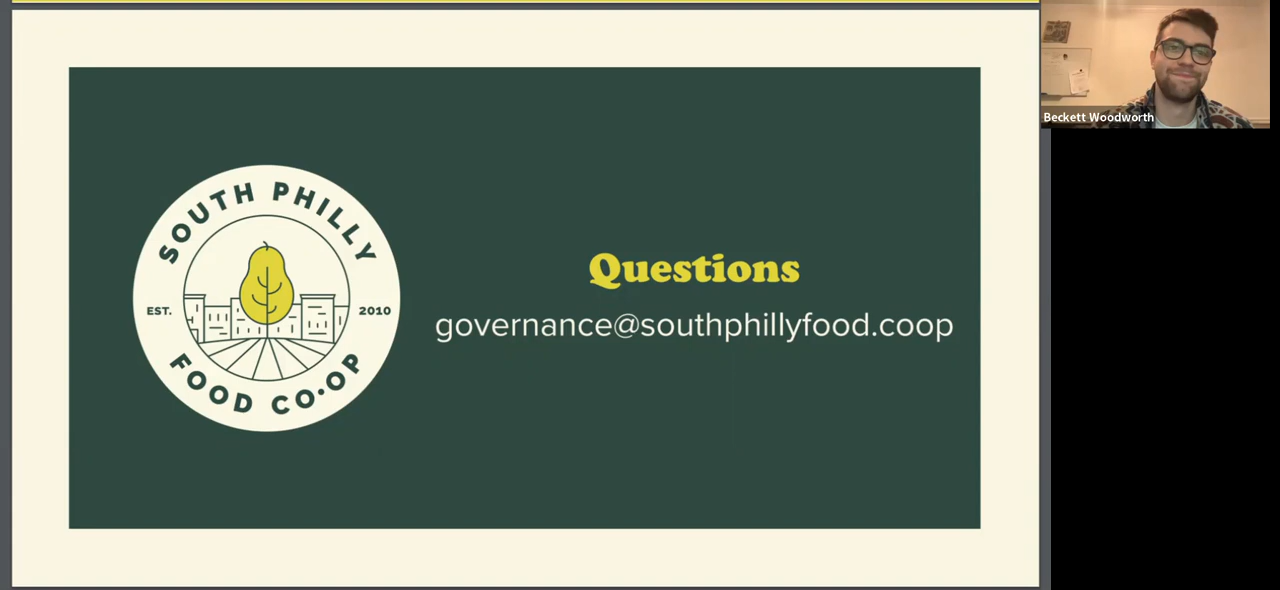 SOUTH PHILLY
EST. 2010
FOOD CO·OP
Questions
governance@southphillyfood.coop
Beckett Woodworth